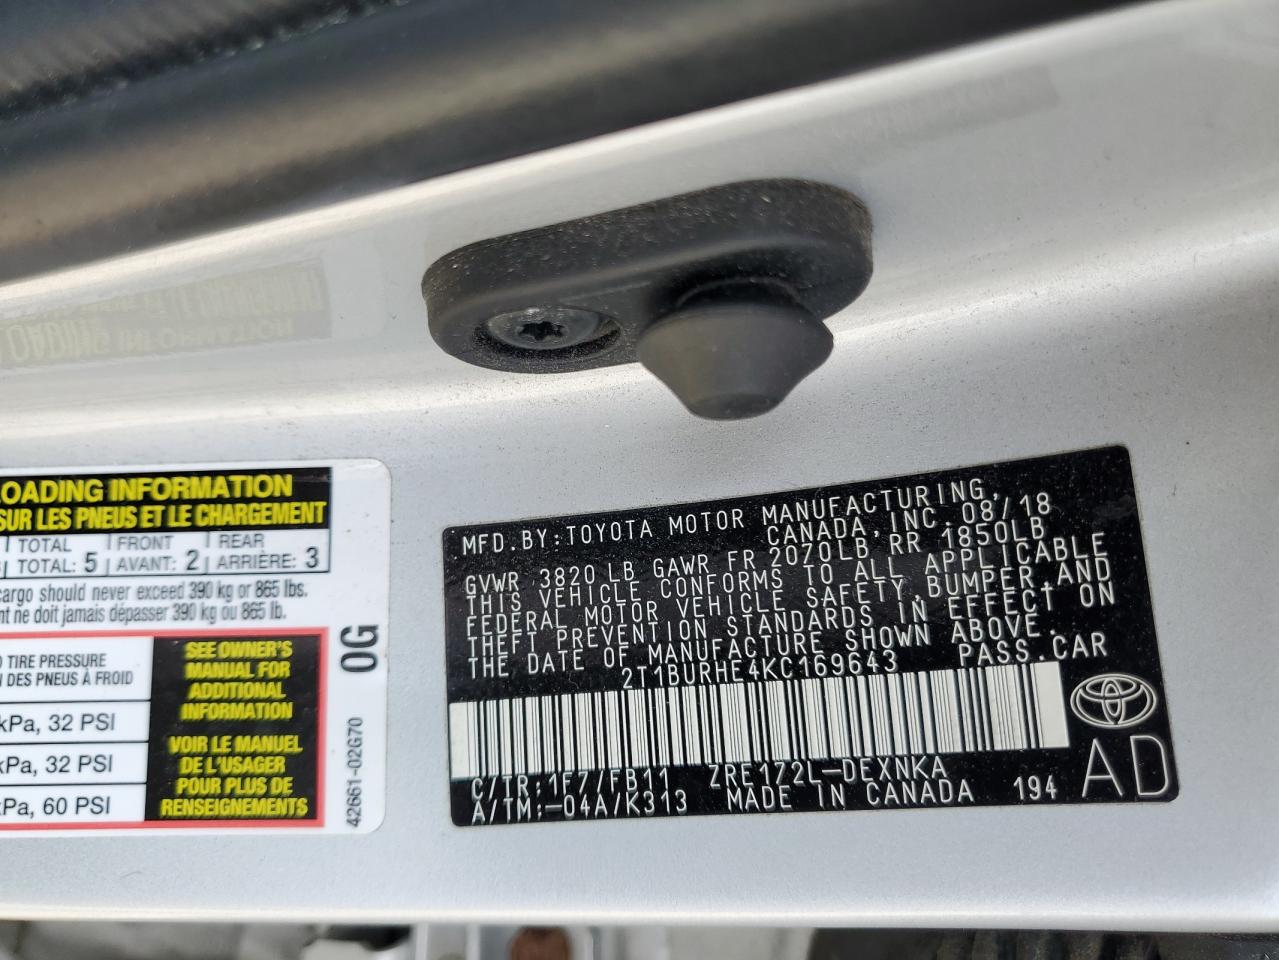 OADING INFORMATION
SUR LES PNEUS ET LE CHARGEMENT
TOTAL FRONT REAR
TOTAL: 5 AVANT: 2 ARRIÈRE: 3
cargo should never exceed 390 kg or 865 lbs.
nt ne doit jamais dépasser 390 kg ou 865 lb.
TIRE PRESSURE
DES PNEUS À FROID
kPa, 32 PSI
kPa, 32 PSI
kPa, 60 PSI
SEE OWNER'S
MANUAL FOR
ADDITIONAL
INFORMATION
VOIR LE MANUEL
DE L'USAGER
POUR PLUS DE
RENSEIGNEMENTS
0G
42661-02G70
MFD.BY:TOYOTA MOTOR MANUFACTURING,
CANADA, INC. 08/18
GVWR 3820 LB GAWR FR 2070LB, RR 1850LB
THIS VEHICLE CONFORMS TO ALL APPLICABLE
FEDERAL MOTOR VEHICLE SAFETY,BUMPER,AND
THEFT PREVENTION STANDARDS IN EFFECT ON
THE DATE OF MANUFACTURE SHOWN ABOVE.
2T1BURHE4KC169643 PASS.CAR
C/TR:1F7/FB11 ZRE172L-DEXNKA
A/TM:-04A/K313 MADE IN CANADA 194
AD